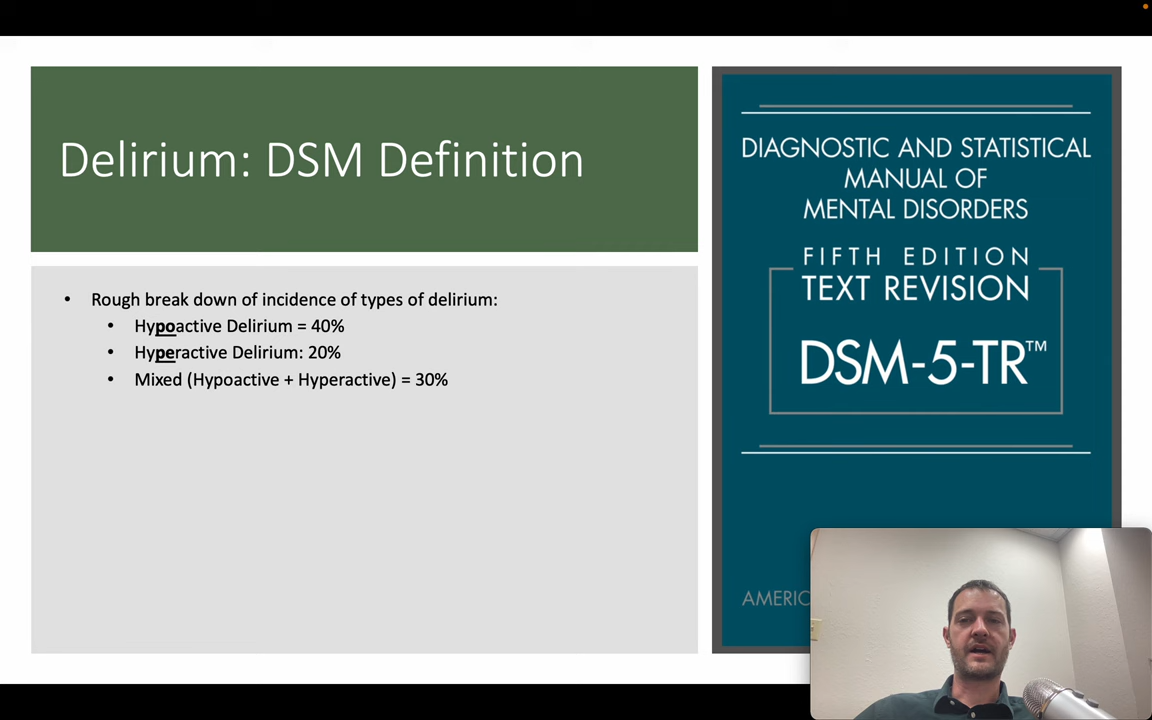 Delirium: DSM Definition
• Rough break down of incidence of types of delirium:
• Hypoactive Delirium = 40%
• Hyperactive Delirium: 20%
• Mixed (Hypoactive + Hyperactive) = 30%
DIAGNOSTIC AND STATISTICAL
MANUAL OF
MENTAL DISORDERS
FIFTH EDITION
TEXT REVISION
DSM-5-TR™
AMERIC